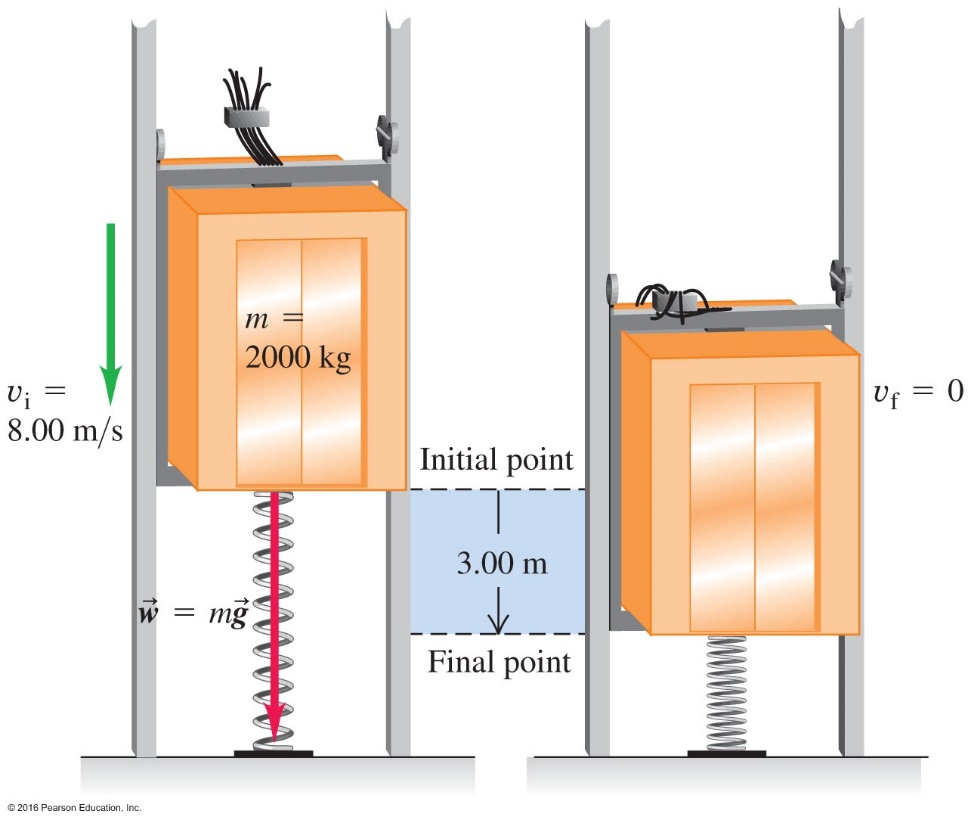 m =
2000 kg
v_i =
8.00 m/s
v_f = 0
Initial point
3.00 m
w⃗ = mg⃗
Final point
© 2016 Pearson Education, Inc.